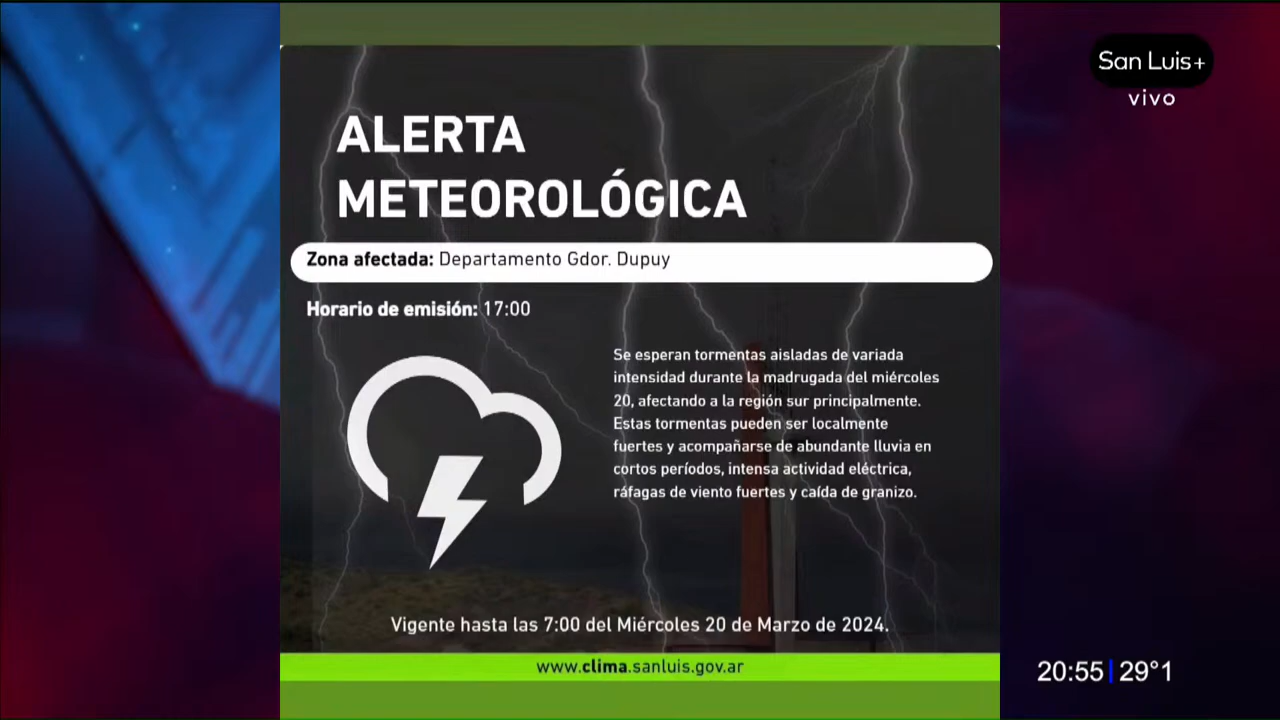 San Luis+
vivo
ALERTA
METEOROLÓGICA
Zona afectada: Departamento Gdor. Dupuy
Horario de emisión: 17:00
Se esperan tormentas aisladas de variada
intensidad durante la madrugada del miércoles
20, afectando a la región sur principalmente.
Estas tormentas pueden ser localmente
fuertes y acompañarse de abundante lluvia en
cortos períodos, intensa actividad eléctrica,
ráfagas de viento fuertes y caída de granizo.
Vigente hasta las 7:00 del Miércoles 20 de Marzo de 2024.
www.clima.sanluis.gov.ar
20:55 29°1